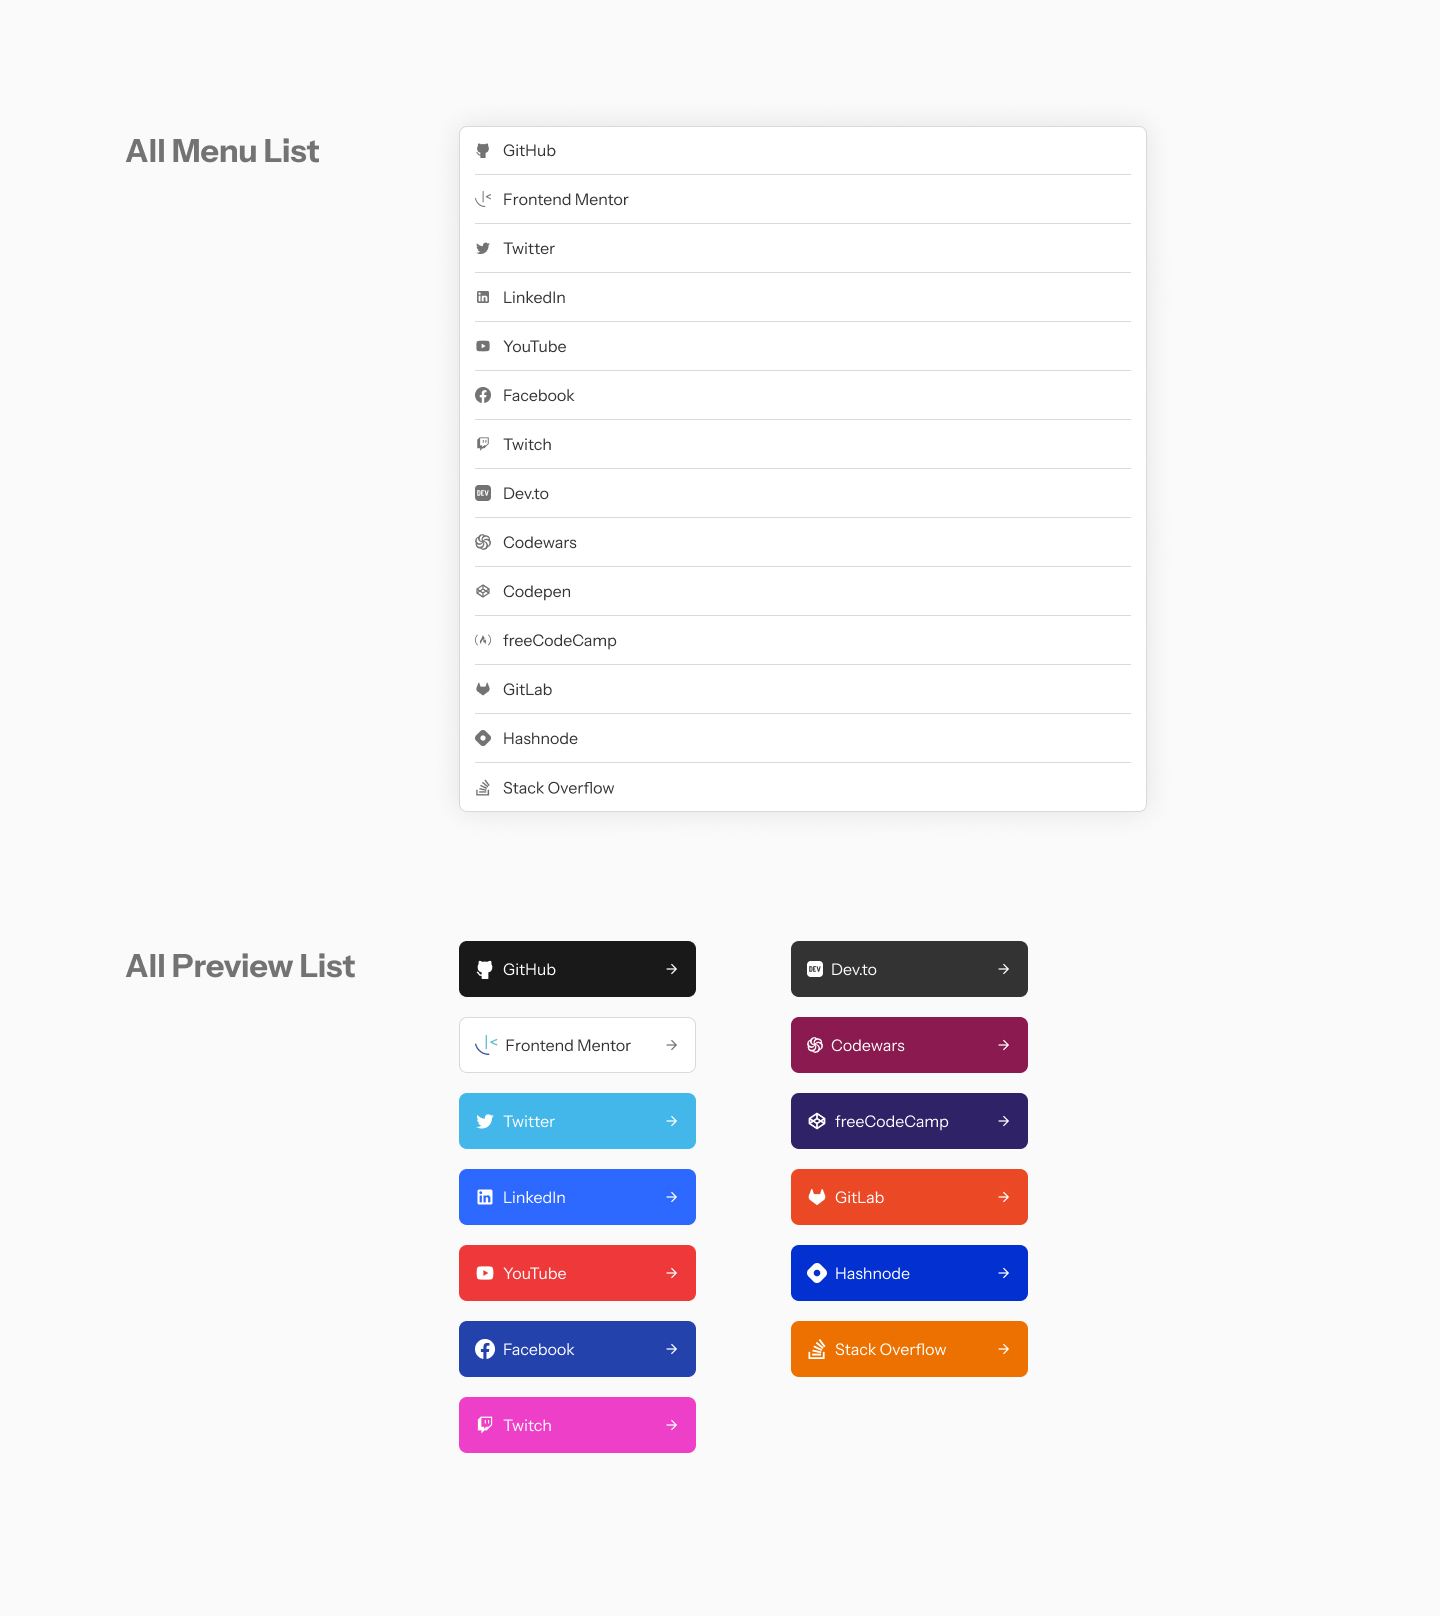 All Menu List
GitHub
Frontend Mentor
Twitter
LinkedIn
YouTube
Facebook
Twitch
DEV Dev.to
Codewars
Codepen
freeCodeCamp
GitLab
Hashnode
Stack Overflow
All Preview List
GitHub
Frontend Mentor
Twitter
LinkedIn
YouTube
Facebook
Twitch
DEV Dev.to
Codewars
freeCodeCamp
GitLab
Hashnode
Stack Overflow